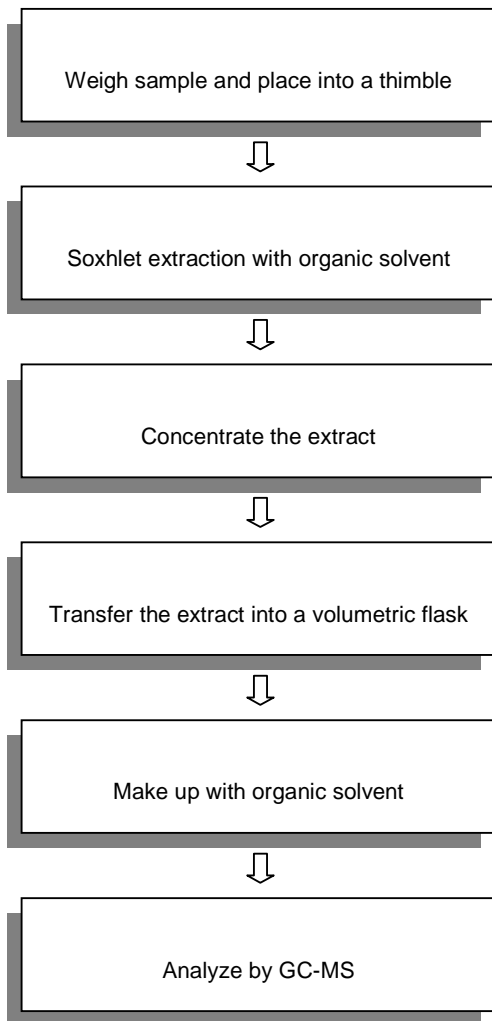 Weigh sample and place into a thimble
Soxhlet extraction with organic solvent
Concentrate the extract
Transfer the extract into a volumetric flask
Make up with organic solvent
Analyze by GC-MS